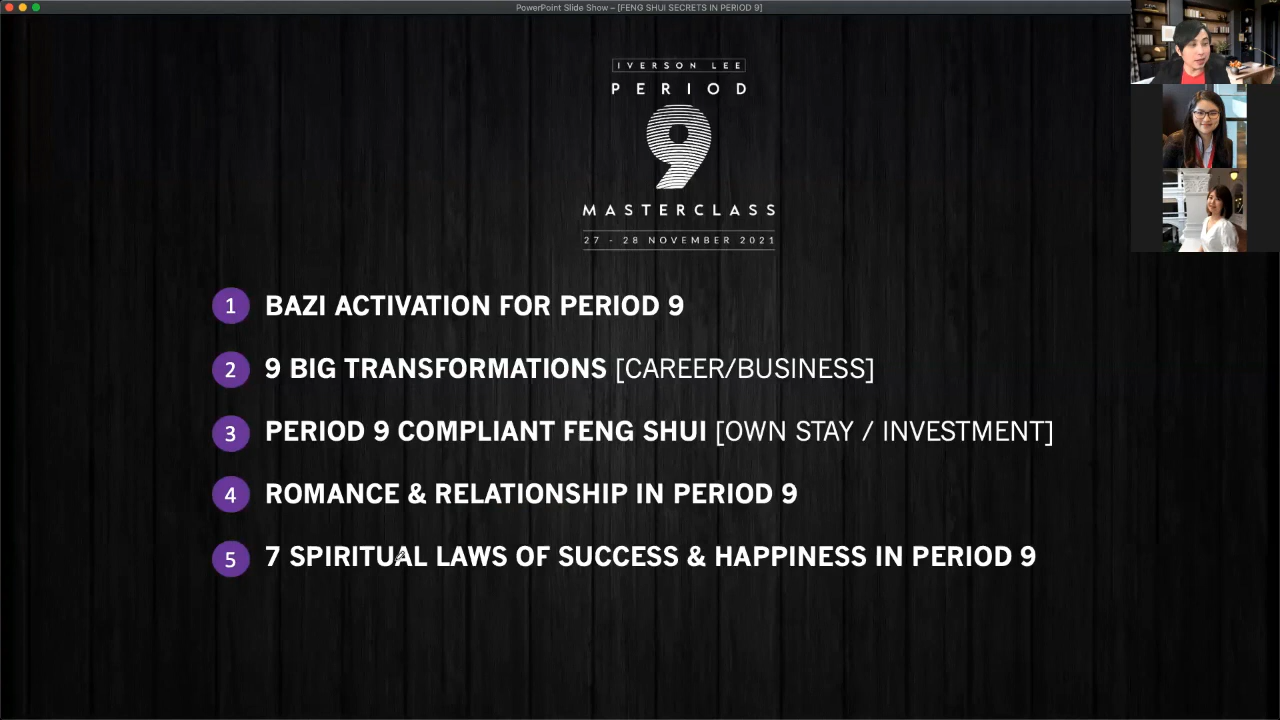 PowerPoint Slide Show – [FENG SHUI SECRETS IN PERIOD 9]
IVERSON LEE
PERIOD
9
MASTERCLASS
27 - 28 NOVEMBER 2021
1 BAZI ACTIVATION FOR PERIOD 9
2 9 BIG TRANSFORMATIONS [CAREER/BUSINESS]
3 PERIOD 9 COMPLIANT FENG SHUI [OWN STAY / INVESTMENT]
4 ROMANCE & RELATIONSHIP IN PERIOD 9
5 7 SPIRITUAL LAWS OF SUCCESS & HAPPINESS IN PERIOD 9